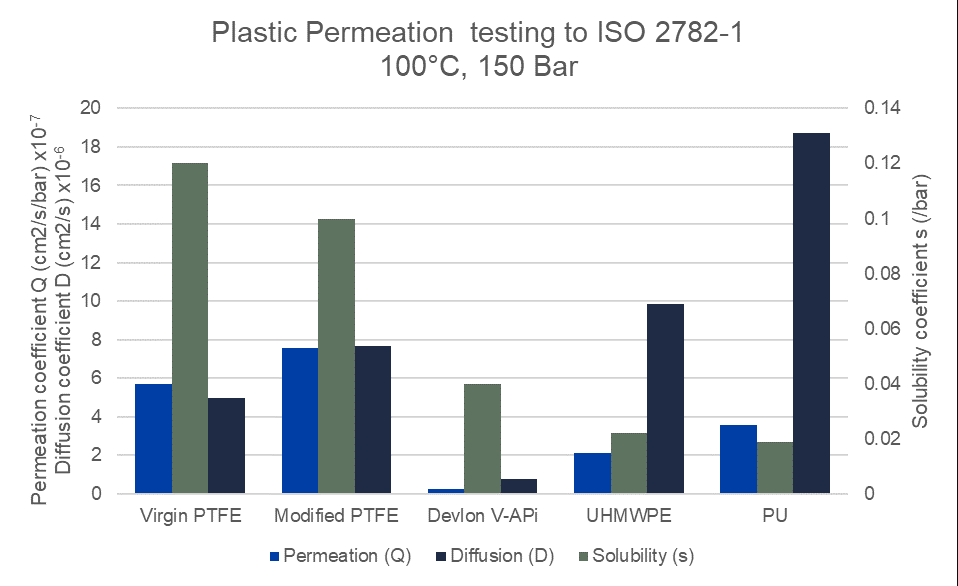 Plastic Permeation  testing to ISO 2782-1
100°C, 150 Bar
Permeation coefficient Q (cm2/s/bar) x10-7
Diffusion coefficient D (cm2/s) x10-6
20
18
16
14
12
10
8
6
4
2
0
0.14
0.12
0.1
0.08
0.06
0.04
0.02
0
Solubility coefficient s (/bar)
Virgin PTFE
Modified PTFE
Devlon V-APi
UHMWPE
PU
Permeation (Q)
Diffusion (D)
Solubility (s)